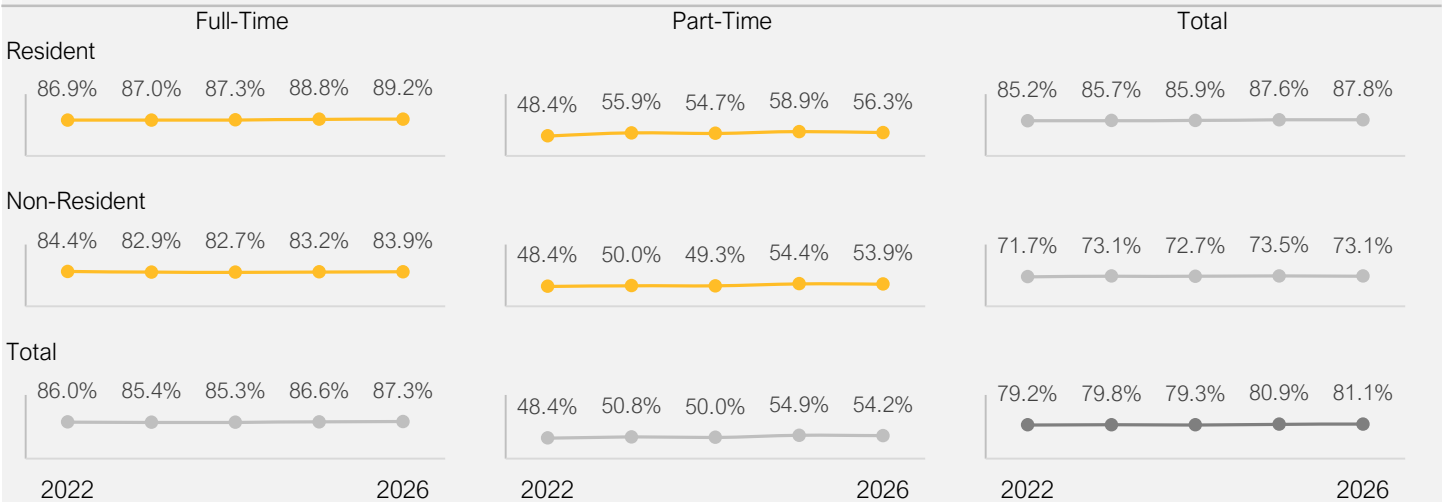 Full-Time Part-Time Total
Resident
86.9% 87.0% 87.3% 88.8% 89.2%
48.4% 55.9% 54.7% 58.9% 56.3%
85.2% 85.7% 85.9% 87.6% 87.8%
Non-Resident
84.4% 82.9% 82.7% 83.2% 83.9%
48.4% 50.0% 49.3% 54.4% 53.9%
71.7% 73.1% 72.7% 73.5% 73.1%
Total
86.0% 85.4% 85.3% 86.6% 87.3%
48.4% 50.8% 50.0% 54.9% 54.2%
79.2% 79.8% 79.3% 80.9% 81.1%
2022 2026 2022 2026 2022 2026